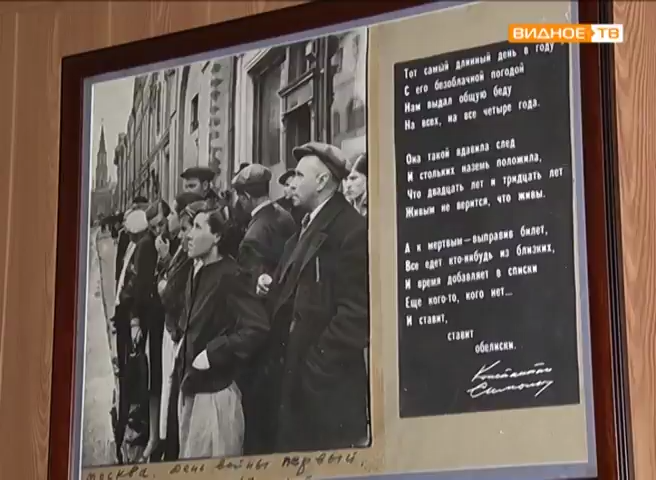 ВИДНОЕ ТВ
Тот самый длинный день в году
С его безоблачной погодой
Нам выдал общую беду
На всех, на все четыре года.
Она такой вдавила след
И стольких наземь положила,
Что двадцать лет и тридцать лет
Живым не верится, что живы.
А к мертвым—выправив билет,
Все едет кто-нибудь из близких,
И время добавляет в списки
Еще кого-то, кого нет...
И ставит,
ставит
обелиски.
Константин
Симонов
Москва. День войны первый.